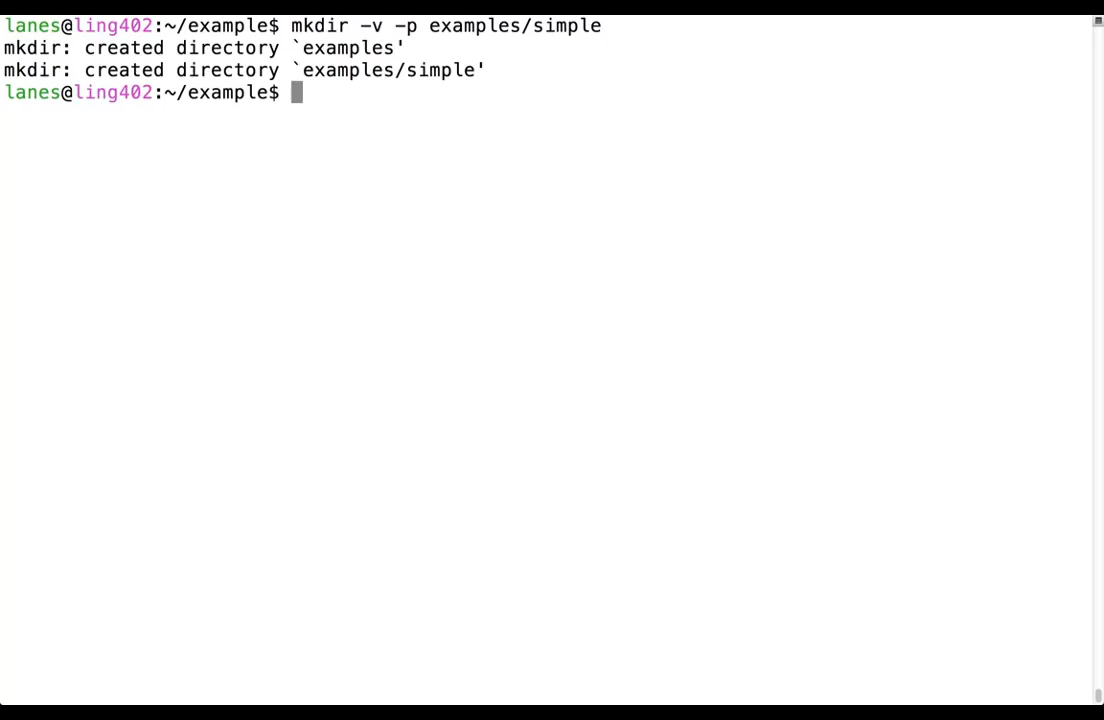 lanes@ling402:~/example$ mkdir -v -p examples/simple
mkdir: created directory `examples'
mkdir: created directory `examples/simple'
lanes@ling402:~/example$